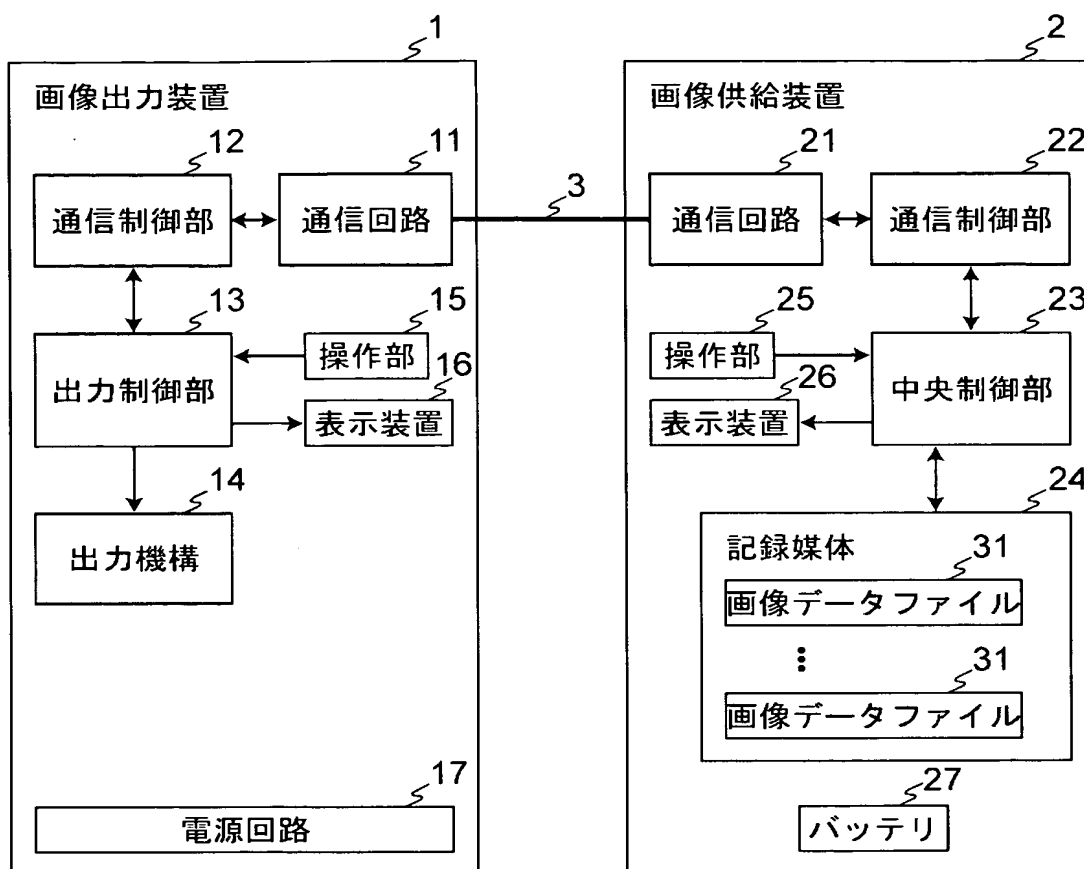 1
画像出力装置
12
11
通信制御部
通信回路
3
13
15
出力制御部
操作部
16
表示装置
14
出力機構
17
電源回路
2
画像供給装置
21
22
通信回路
通信制御部
25
23
操作部
中央制御部
26
表示装置
24
記録媒体
31
画像データファイル
31
画像データファイル
27
バッテリ